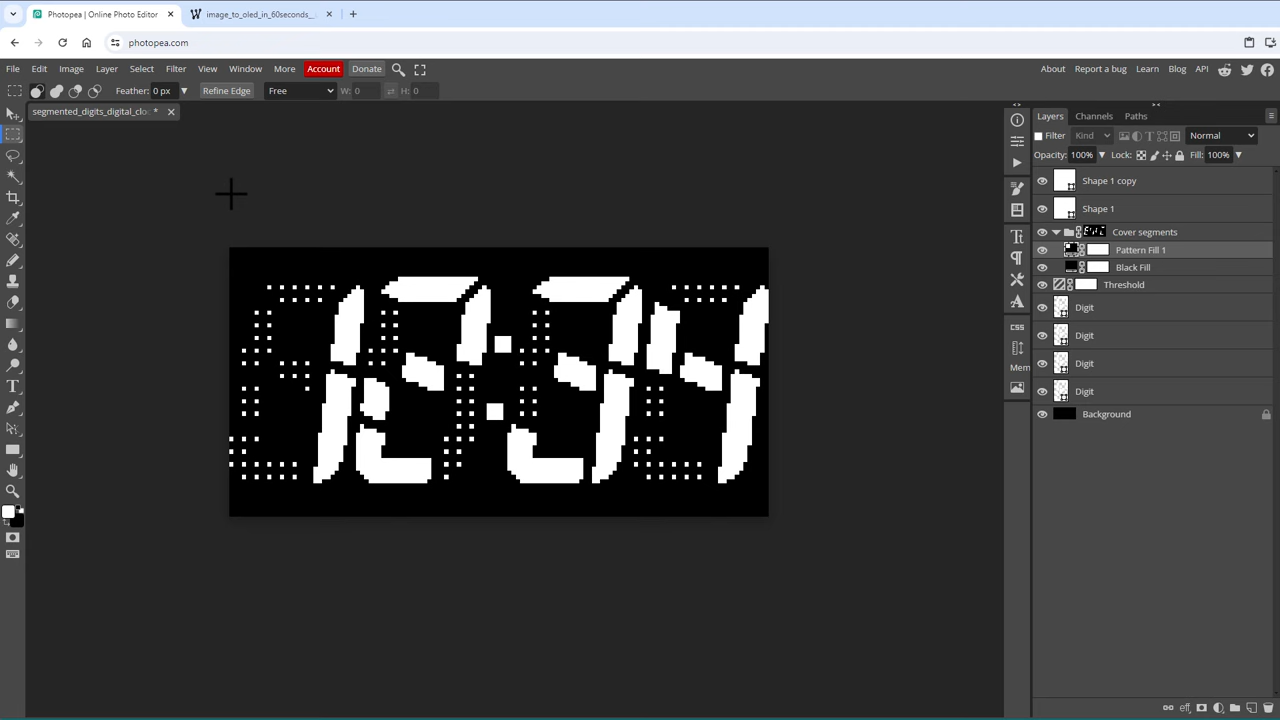 Photopea | Online Photo Editor
image_to_oled_in_60seconds_
photopea.com
File Edit Image Layer Select Filter View Window More Account Donate
About Report a bug Learn Blog API
Feather: 0 px Refine Edge Free W: 0 H: 0
segmented_digits_digital_clo *
Layers Channels Paths
Filter Kind Normal
Opacity: 100% Lock: Fill: 100%
Shape 1 copy
Shape 1
Cover segments
Pattern Fill 1
Black Fill
Threshold
Digit
Digit
Digit
Digit
Background
CSS
Mem
12:34